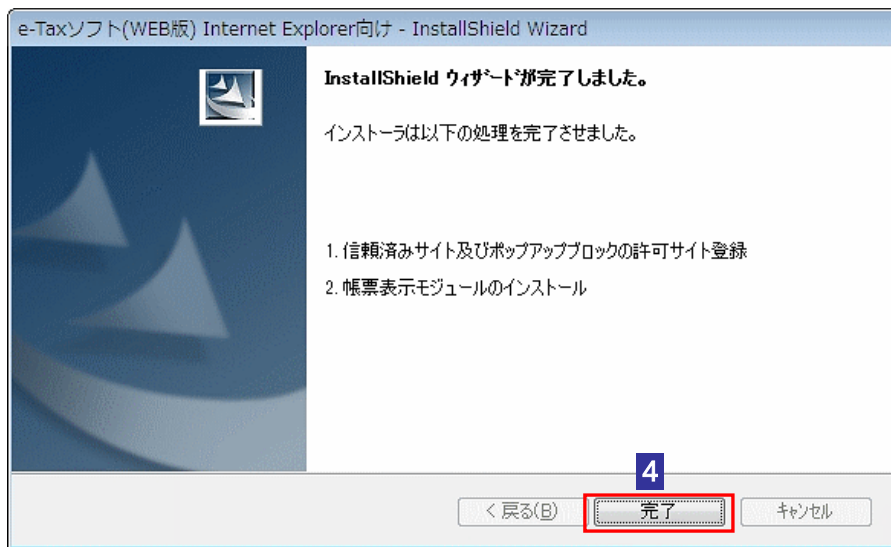 e-Taxソフト(WEB版) Internet Explorer向け - InstallShield Wizard
InstallShield ウィザードが完了しました。
インストーラは以下の処理を完了させました。
1. 信頼済みサイト及びポップアップブロックの許可サイト登録
2. 帳票表示モジュールのインストール
4
< 戻る(B)
完了
キャンセル